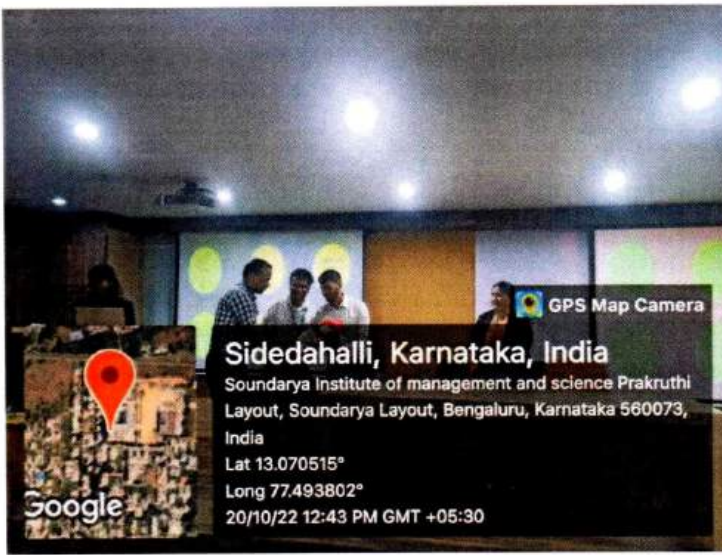 GPS Map Camera
Sidedahalli, Karnataka, India
Soundarya Institute of management and science Prakruthi
Layout, Soundarya Layout, Bengaluru, Karnataka 560073,
India
Lat 13.070515°
Long 77.493802°
20/10/22 12:43 PM GMT +05:30
Google